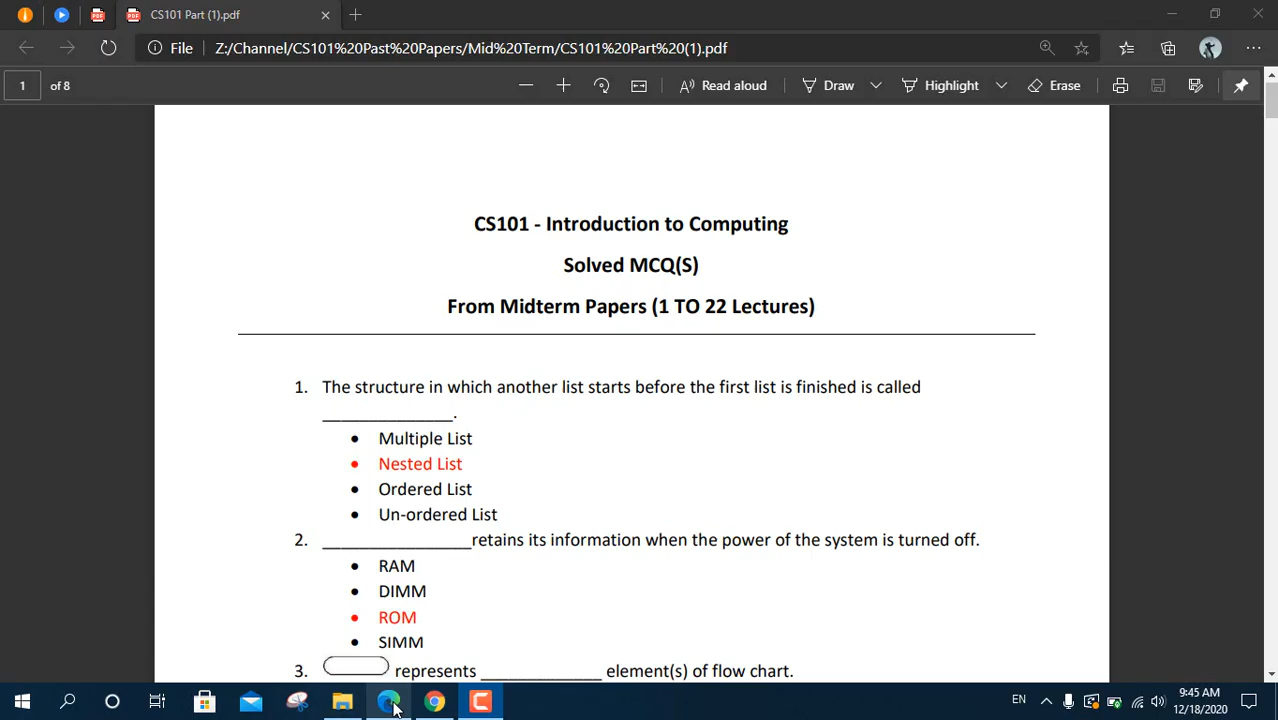 CS101 Part (1).pdf
File Z:/Channel/CS101%20Past%20Papers/Mid%20Term/CS101%20Part%20(1).pdf
1 of 8 Read aloud Draw Highlight Erase
CS101 - Introduction to Computing
Solved MCQ(S)
From Midterm Papers (1 TO 22 Lectures)
1. The structure in which another list starts before the first list is finished is called
______________.
• Multiple List
• Nested List
• Ordered List
• Un-ordered List
2. ________________retains its information when the power of the system is turned off.
• RAM
• DIMM
• ROM
• SIMM
3. represents _____________ element(s) of flow chart.
EN 9:45 AM
12/18/2020